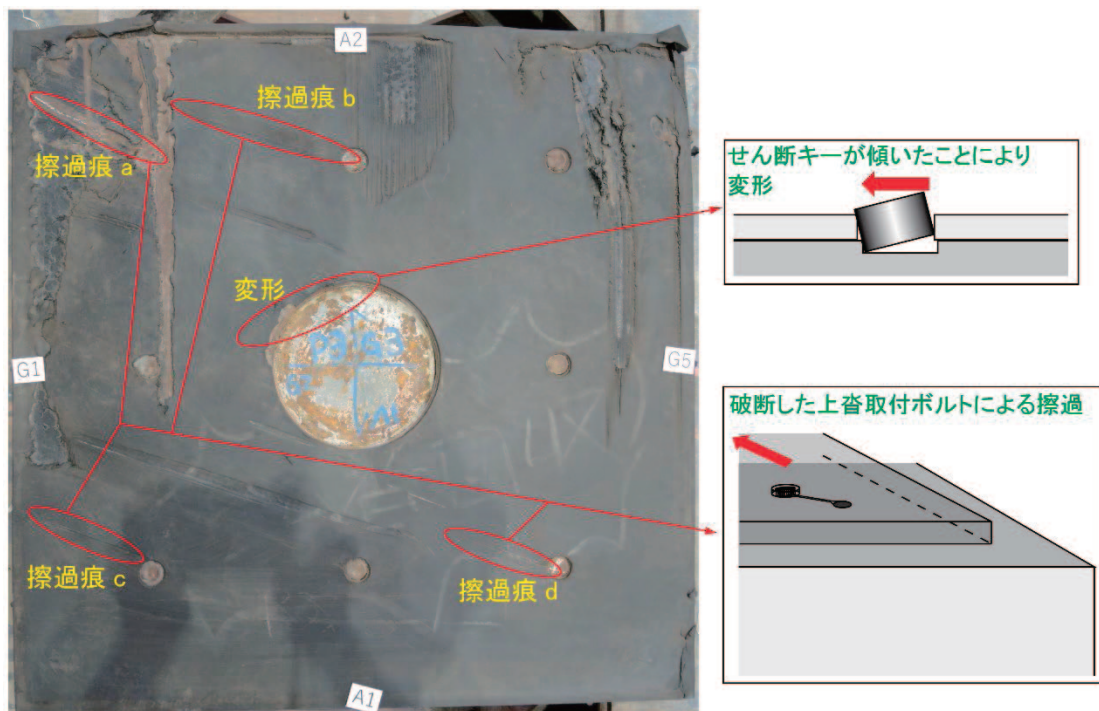 A2
擦過痕 b
擦過痕 a
せん断キーが傾いたことにより
変形
変形
P3 G3
G1
G5
破断した上沓取付ボルトによる擦過
擦過痕 c
擦過痕 d
A1